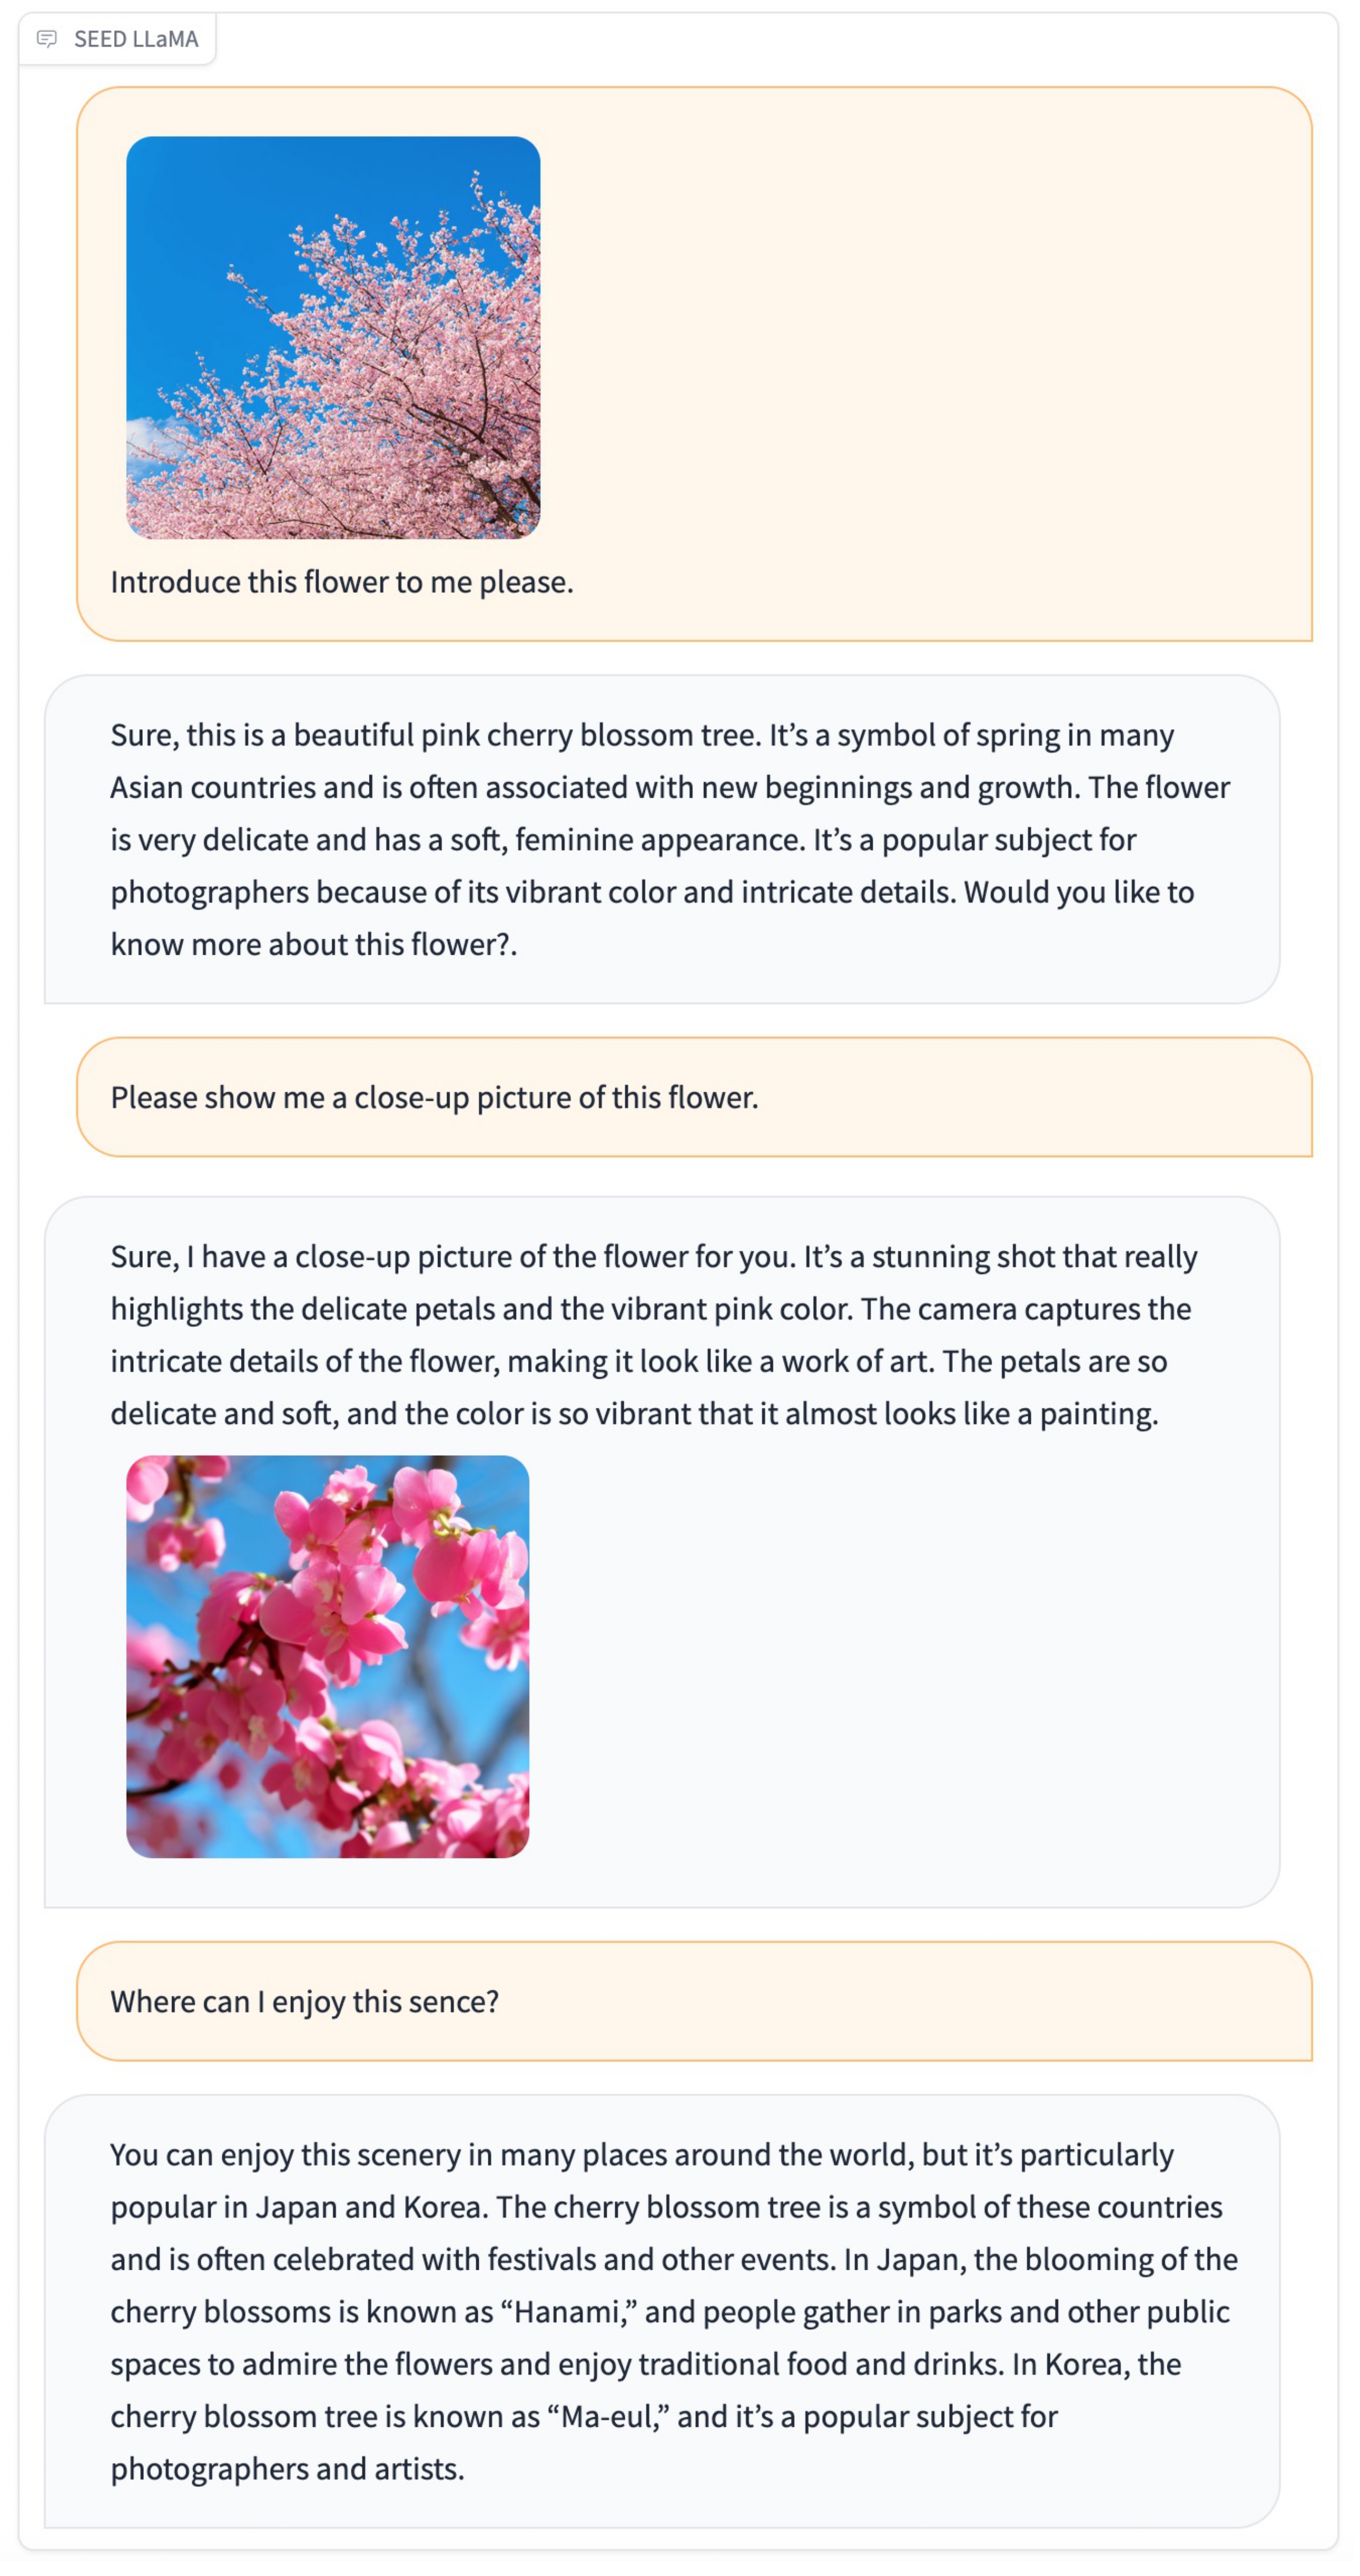 SEED LLaMA
Introduce this flower to me please.
Sure, this is a beautiful pink cherry blossom tree. It’s a symbol of spring in many
Asian countries and is often associated with new beginnings and growth. The flower
is very delicate and has a soft, feminine appearance. It’s a popular subject for
photographers because of its vibrant color and intricate details. Would you like to
know more about this flower?.
Please show me a close-up picture of this flower.
Sure, I have a close-up picture of the flower for you. It’s a stunning shot that really
highlights the delicate petals and the vibrant pink color. The camera captures the
intricate details of the flower, making it look like a work of art. The petals are so
delicate and soft, and the color is so vibrant that it almost looks like a painting.
Where can I enjoy this sence?
You can enjoy this scenery in many places around the world, but it’s particularly
popular in Japan and Korea. The cherry blossom tree is a symbol of these countries
and is often celebrated with festivals and other events. In Japan, the blooming of the
cherry blossoms is known as “Hanami,” and people gather in parks and other public
spaces to admire the flowers and enjoy traditional food and drinks. In Korea, the
cherry blossom tree is known as “Ma-eul,” and it’s a popular subject for
photographers and artists.